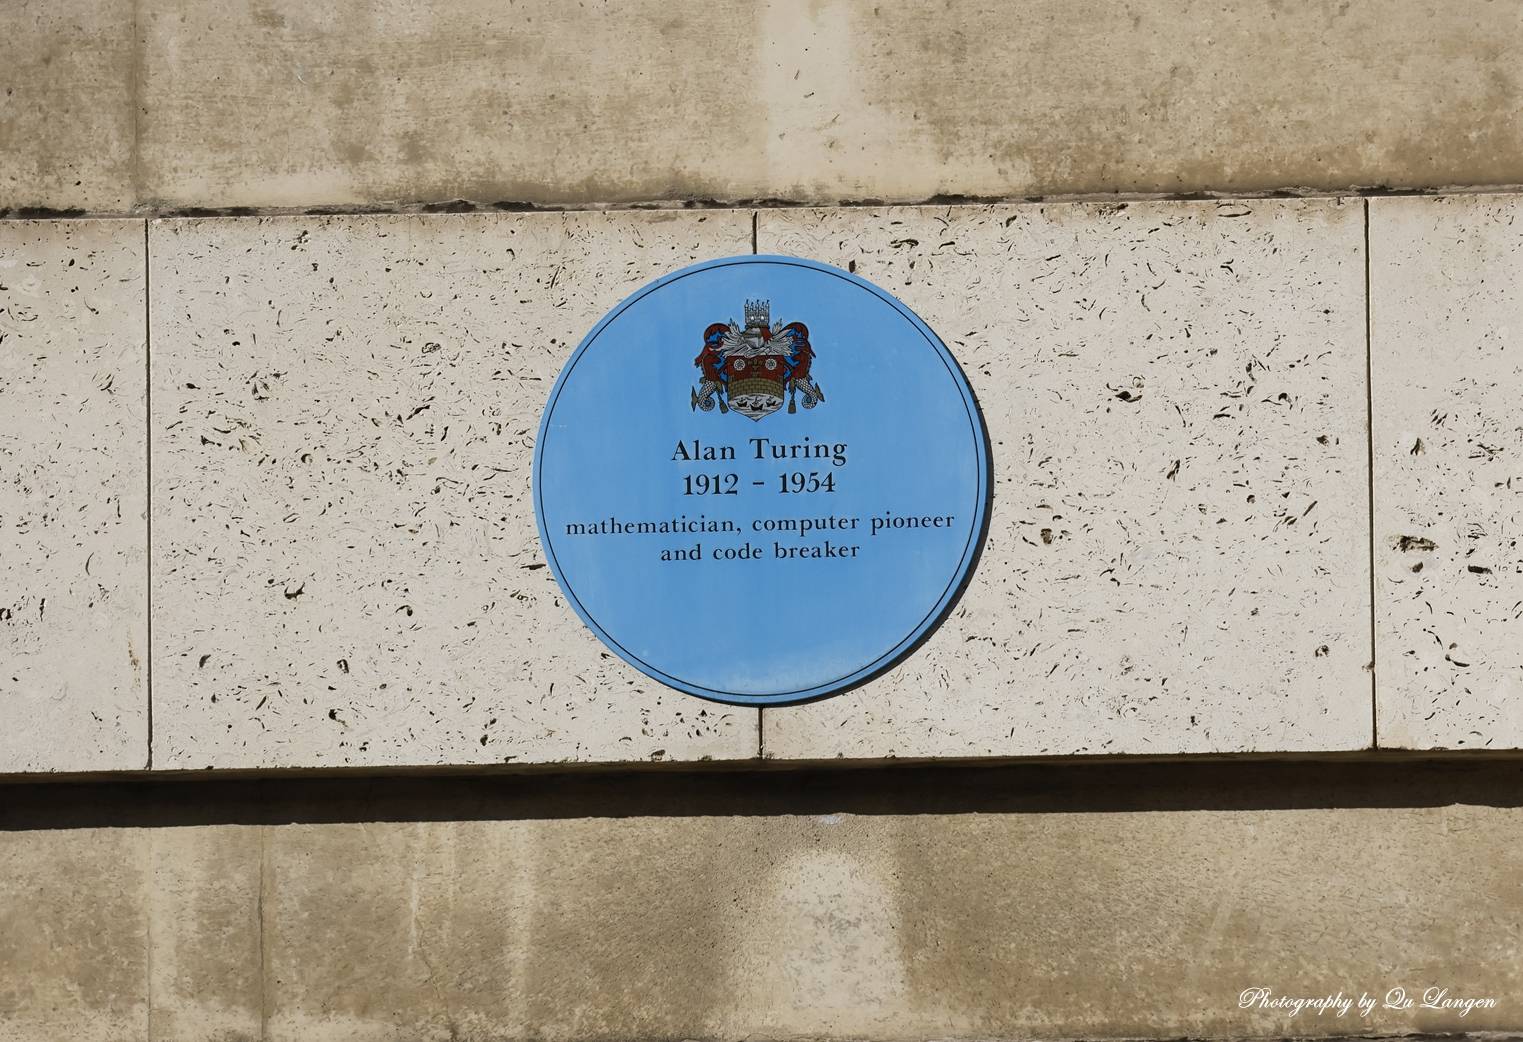 Alan Turing
1912 - 1954
mathematician, computer pioneer
and code breaker
Photography by Qu Langen